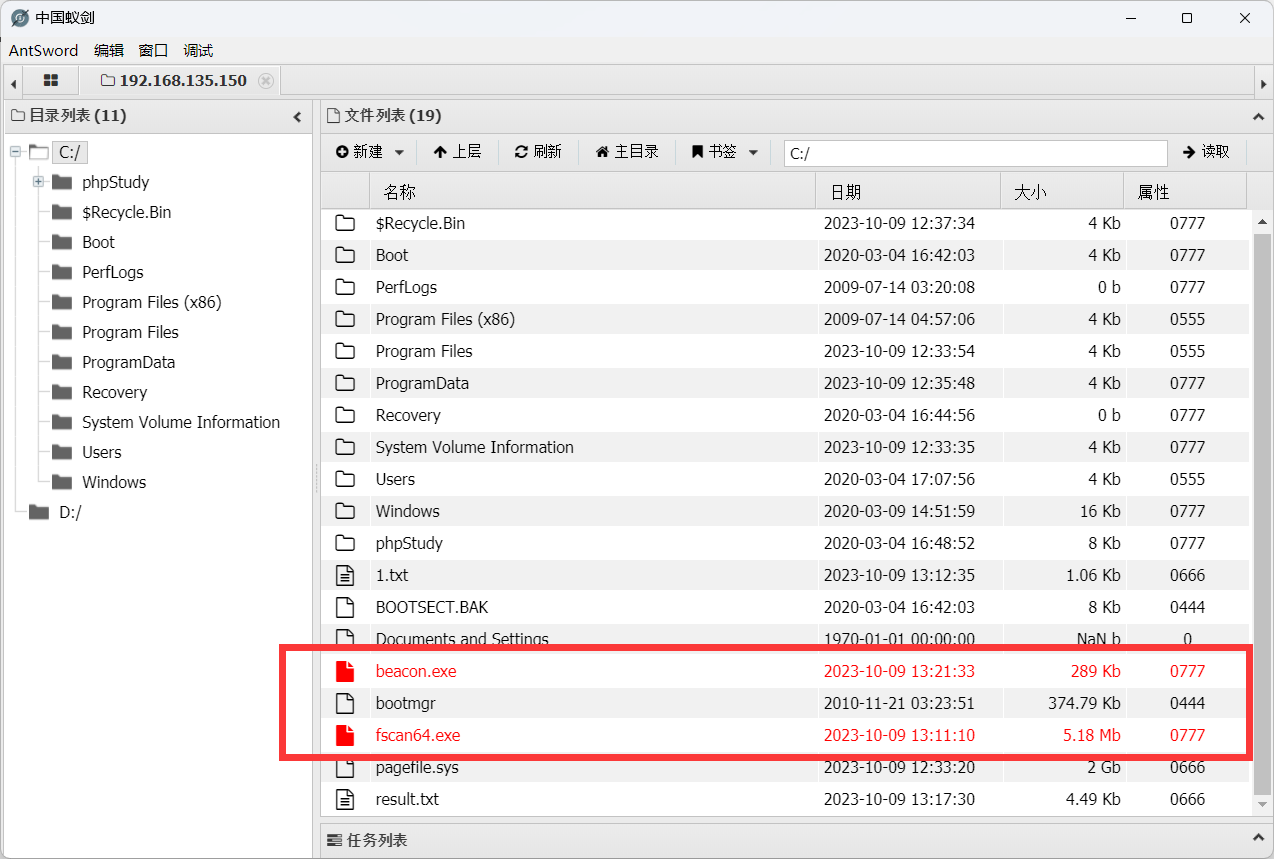 中国蚁剑
AntSword 编辑 窗口 调试
192.168.135.150
目录列表 (11)
C:/
phpStudy
$Recycle.Bin
Boot
PerfLogs
Program Files (x86)
Program Files
ProgramData
Recovery
System Volume Information
Users
Windows
D:/
文件列表 (19)
新建 上层 刷新 主目录 书签 C:/ 读取
名称 日期 大小 属性
$Recycle.Bin 2023-10-09 12:37:34 4 Kb 0777
Boot 2020-03-04 16:42:03 4 Kb 0777
PerfLogs 2009-07-14 03:20:08 0 b 0777
Program Files (x86) 2009-07-14 04:57:06 4 Kb 0555
Program Files 2023-10-09 12:33:54 4 Kb 0555
ProgramData 2023-10-09 12:35:48 4 Kb 0777
Recovery 2020-03-04 16:44:56 0 b 0777
System Volume Information 2023-10-09 12:33:35 4 Kb 0777
Users 2020-03-04 17:07:56 4 Kb 0555
Windows 2020-03-09 14:51:59 16 Kb 0777
phpStudy 2020-03-04 16:48:52 8 Kb 0777
1.txt 2023-10-09 13:12:35 1.06 Kb 0666
BOOTSECT.BAK 2020-03-04 16:42:03 8 Kb 0444
Documents and Settings 1970-01-01 00:00:00 NaN b 0
beacon.exe 2023-10-09 13:21:33 289 Kb 0777
bootmgr 2010-11-21 03:23:51 374.79 Kb 0444
fscan64.exe 2023-10-09 13:11:10 5.18 Mb 0777
pagefile.sys 2023-10-09 12:33:20 2 Gb 0666
result.txt 2023-10-09 13:17:30 4.49 Kb 0666
任务列表